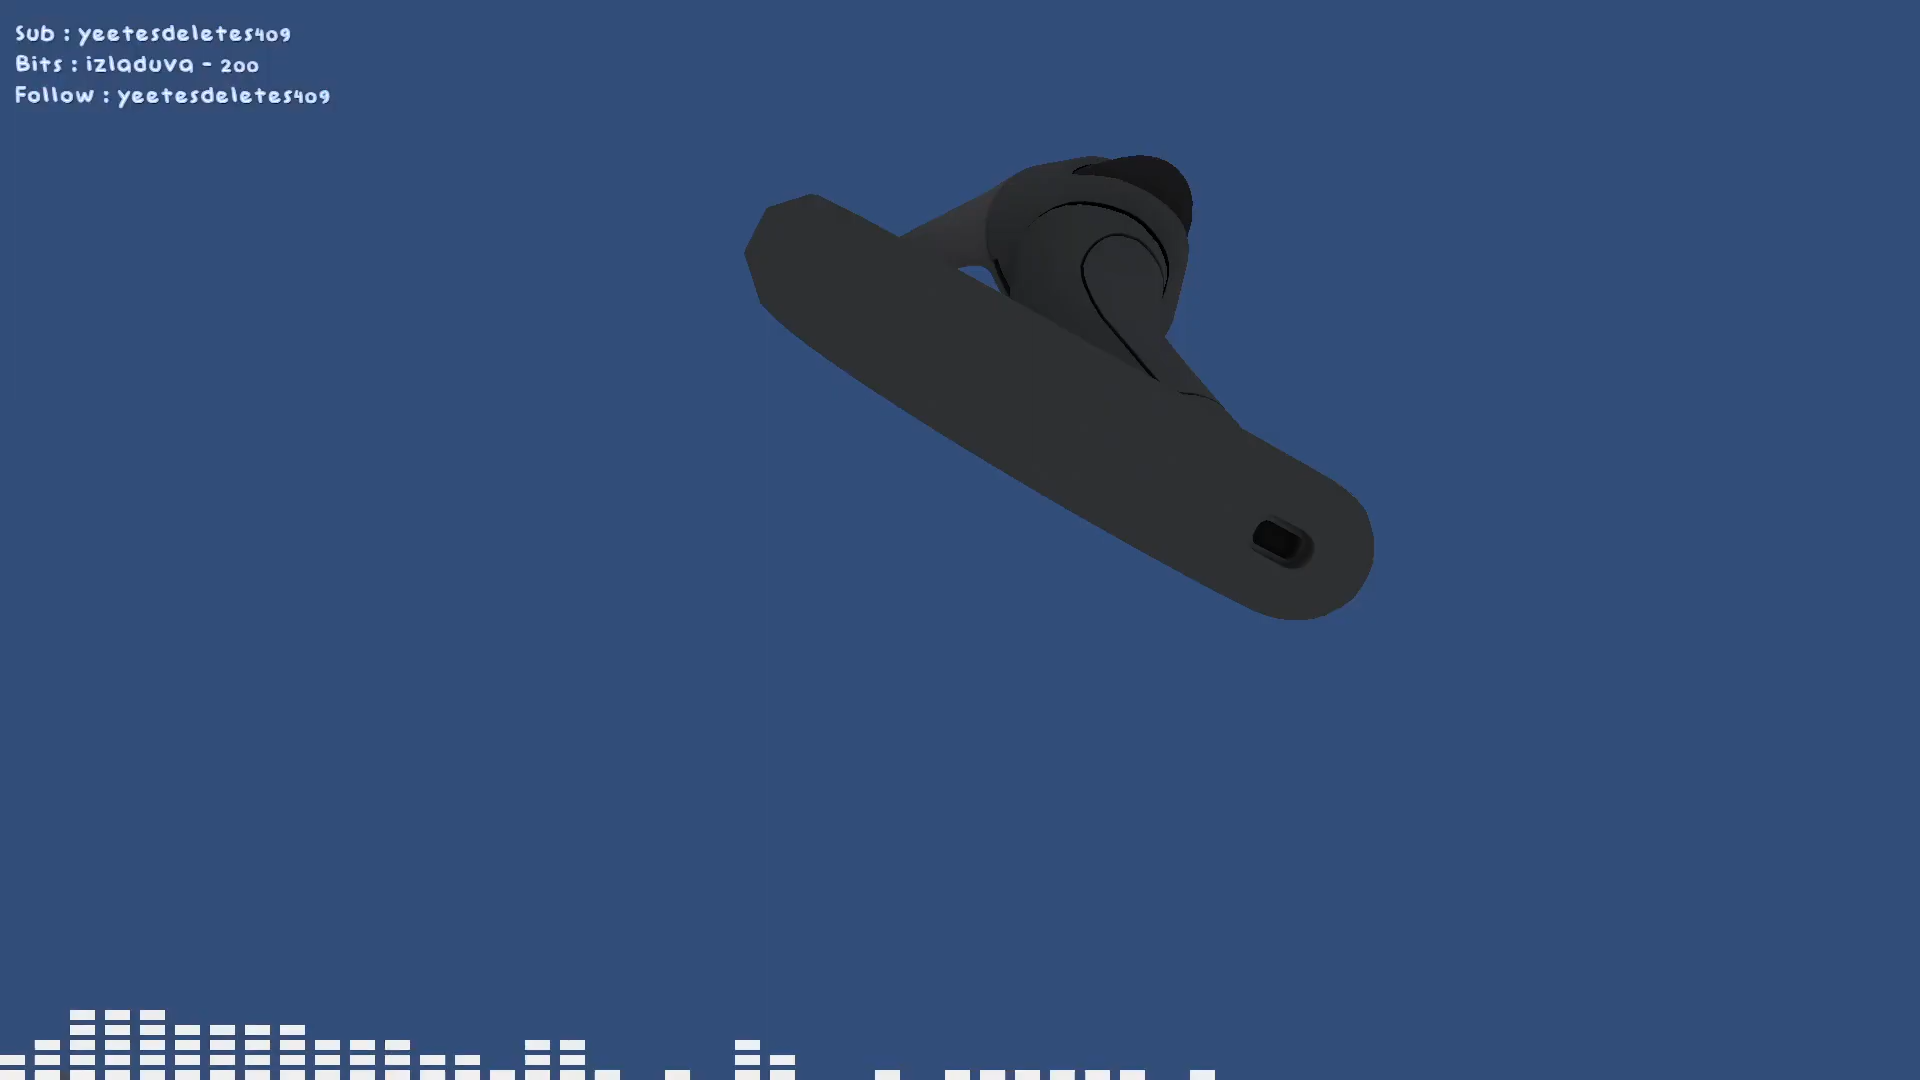 Sub : yeetesdeletes409
Bits : izladuva - 200
Follow : yeetesdeletes409